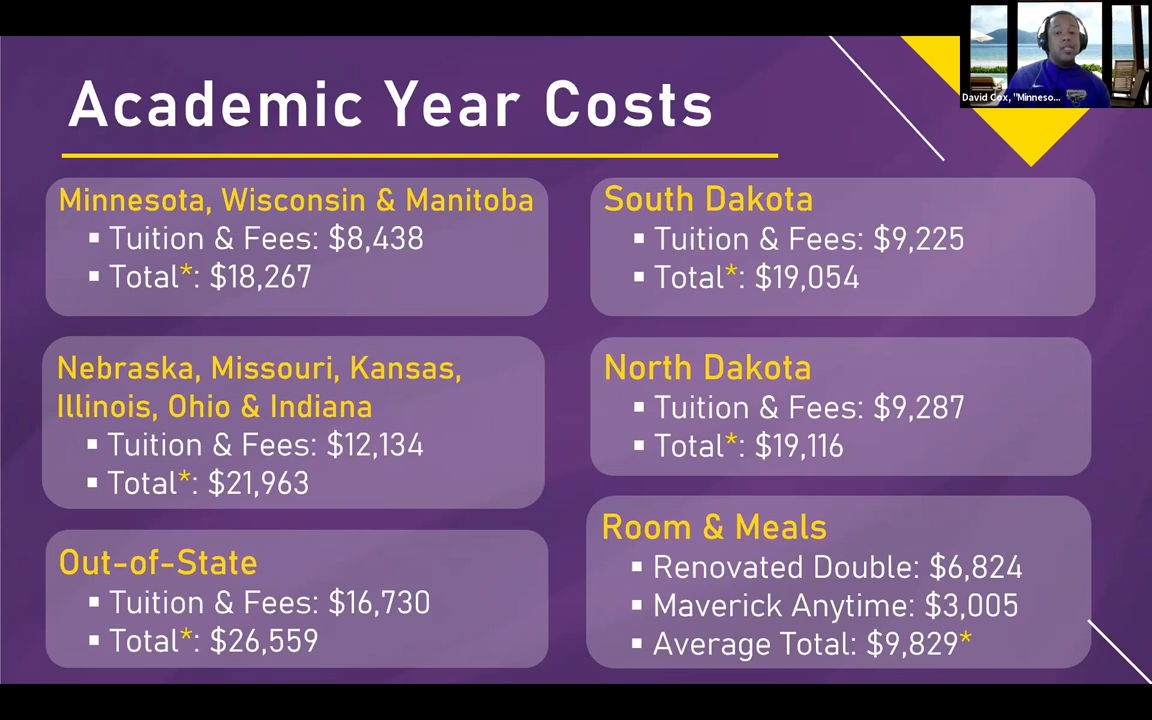 Academic Year Costs
David Cox, "Minneso...
Minnesota, Wisconsin & Manitoba
▪ Tuition & Fees: $8,438
▪ Total*: $18,267
Nebraska, Missouri, Kansas,
Illinois, Ohio & Indiana
▪ Tuition & Fees: $12,134
▪ Total*: $21,963
Out-of-State
▪ Tuition & Fees: $16,730
▪ Total*: $26,559
South Dakota
▪ Tuition & Fees: $9,225
▪ Total*: $19,054
North Dakota
▪ Tuition & Fees: $9,287
▪ Total*: $19,116
Room & Meals
▪ Renovated Double: $6,824
▪ Maverick Anytime: $3,005
▪ Average Total: $9,829*